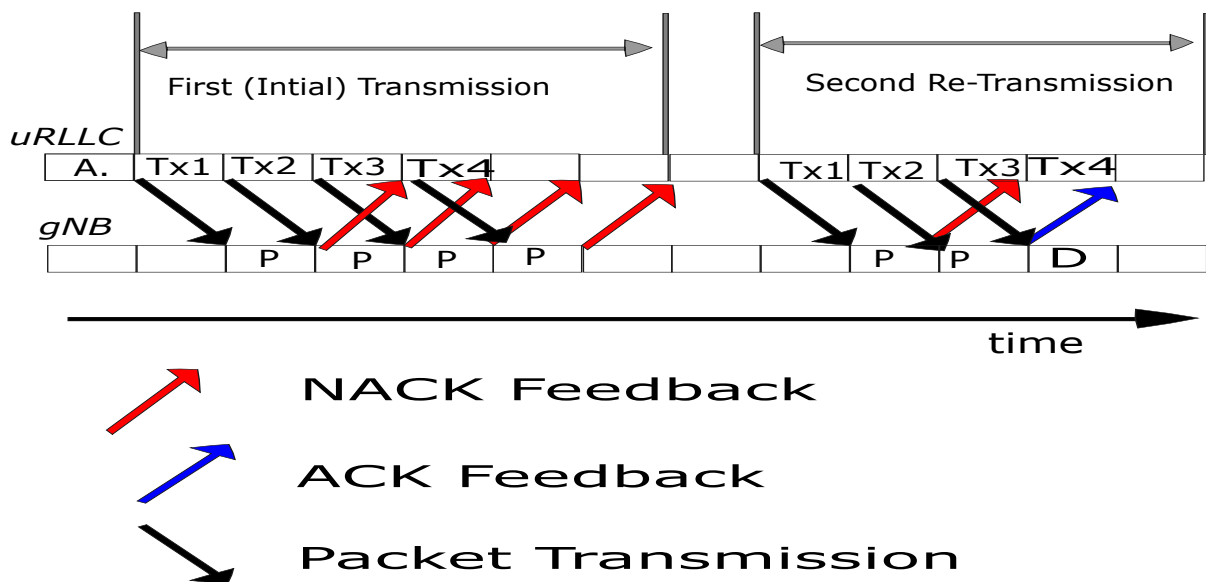 First (Intial) Transmission
Second Re-Transmission
uRLLC
A. Tx1 Tx2 Tx3 Tx4 Tx1 Tx2 Tx3 Tx4
gNB
P P P P P P D
time
NACK Feedback
ACK Feedback
Packet Transmission